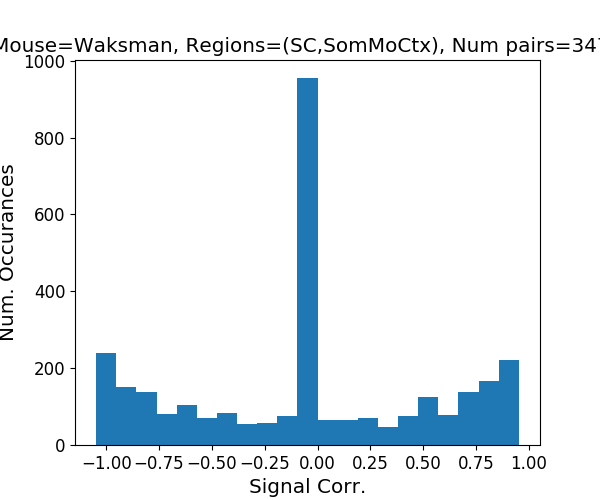 Mouse=Waksman, Regions=(SC,SomMoCtx), Num pairs=347
1000
800
600
400
200
0
Num. Occurances
−1.00 −0.75 −0.50 −0.25 0.00 0.25 0.50 0.75 1.00
Signal Corr.